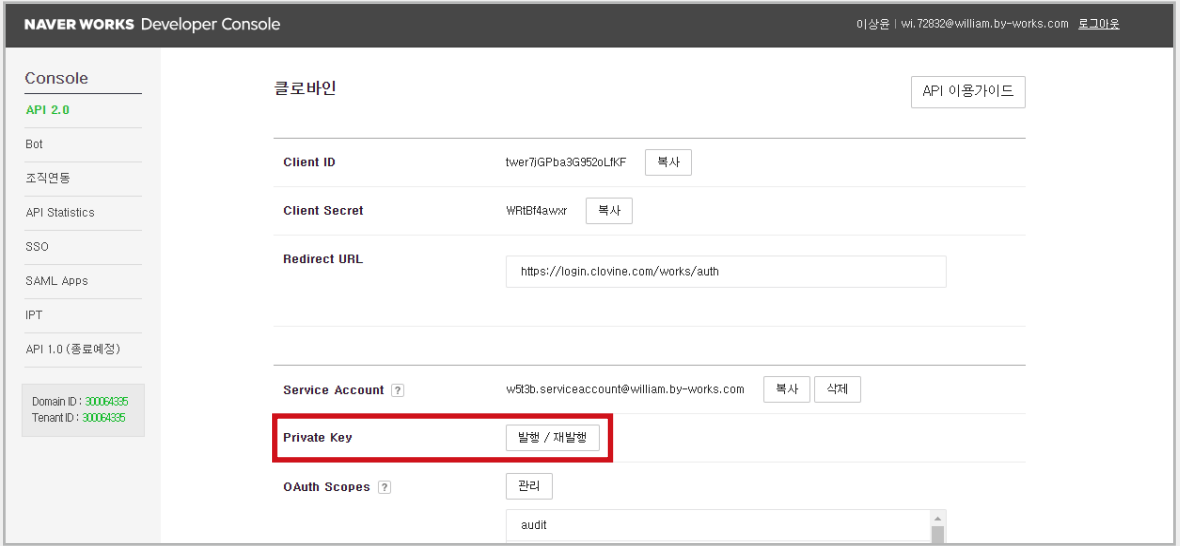 NAVER WORKS Developer Console
이상윤 | wi.72832@william.by-works.com 로그아웃
Console
API 2.0
Bot
조직연동
API Statistics
SSO
SAML Apps
IPT
API 1.0 (종료예정)
Domain ID : 300064335
Tenant ID : 300064335
클로바인
API 이용가이드
Client ID twer7jGPba3G952oLfKF 복사
Client Secret WRtBf4awxr 복사
Redirect URL
https://login.clovine.com/works/auth
Service Account ? w5t3b.serviceaccount@william.by-works.com 복사 삭제
Private Key 발행 / 재발행
OAuth Scopes ? 관리
audit